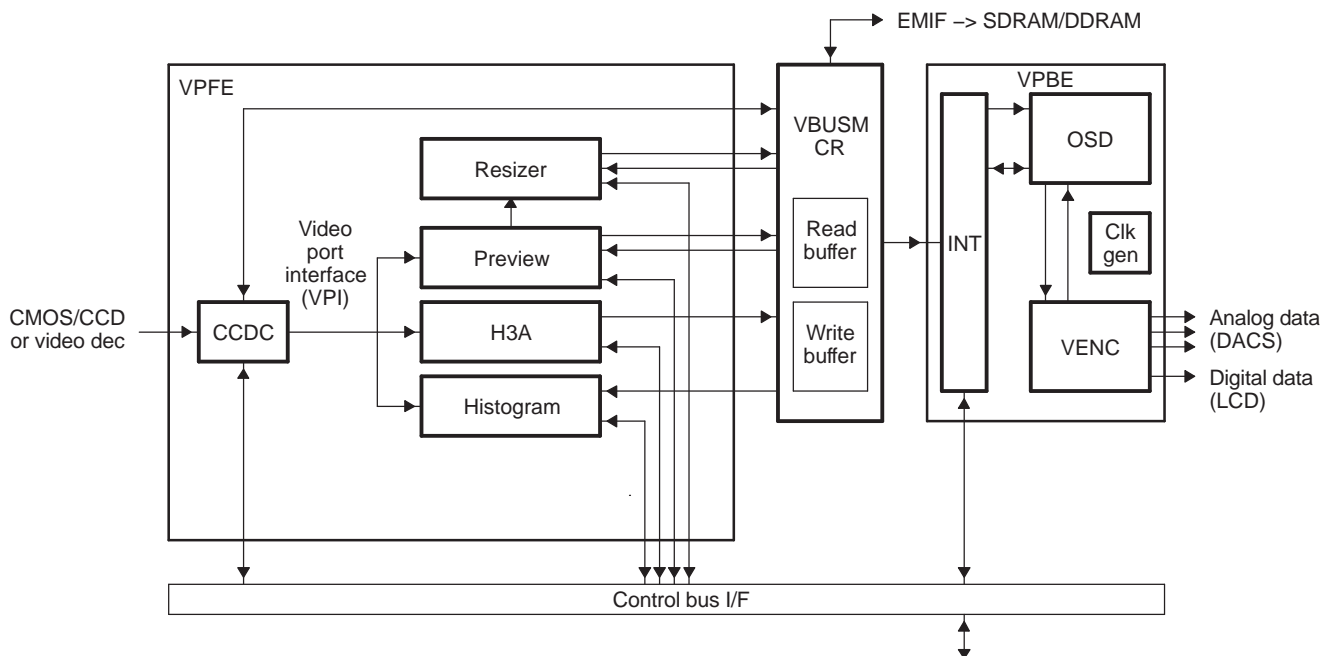 EMIF –> SDRAM/DDRAM
VPFE
VBUSM
CR
VPBE
INT
OSD
Resizer
Video
port
interface
(VPI)
Preview
Read
buffer
Clk
gen
CMOS/CCD
or video dec
CCDC
H3A
Write
buffer
VENC
Analog data
(DACS)
Digital data
(LCD)
Histogram
Control bus I/F